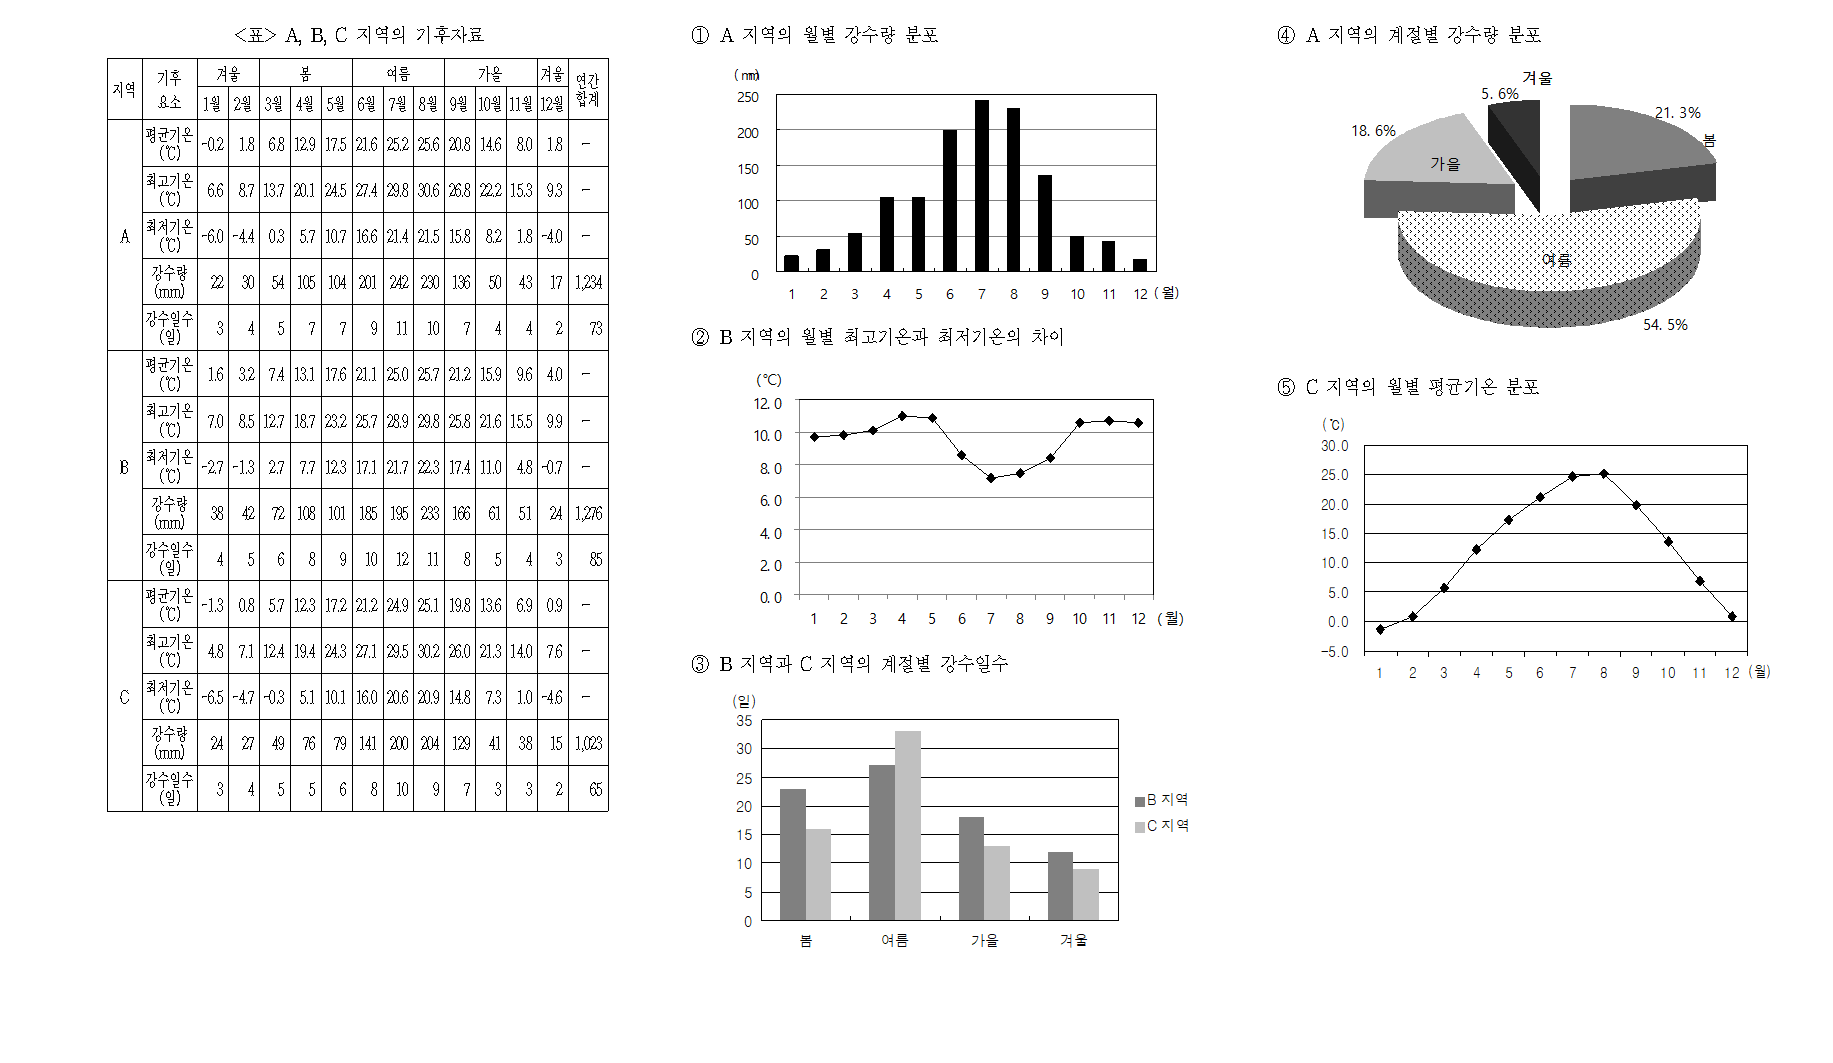 <표> A, B, C 지역의 기후자료
지역 기후 요소 겨울 봄 여름 가을 겨울 연간 합계
1월 2월 3월 4월 5월 6월 7월 8월 9월 10월 11월 12월
A
평균기온 (℃) -0.2 1.8 6.8 12.9 17.5 21.6 25.2 25.6 20.8 14.6 8.0 1.8 -
최고기온 (℃) 6.6 8.7 13.7 20.1 24.5 27.4 29.8 30.6 26.8 22.2 15.3 9.3 -
최저기온 (℃) -6.0 -4.4 0.3 5.7 10.7 16.6 21.4 21.5 15.8 8.2 1.8 -4.0 -
강수량 (mm) 22 30 54 105 104 201 242 230 136 50 43 17 1,234
강수일수 (일) 3 4 5 7 7 9 11 10 7 4 4 2 73
B
평균기온 (℃) 1.6 3.2 7.4 13.1 17.6 21.1 25.0 25.7 21.2 15.9 9.6 4.0 -
최고기온 (℃) 7.0 8.5 12.7 18.7 23.2 25.7 28.9 29.8 25.8 21.6 15.5 9.9 -
최저기온 (℃) -2.7 -1.3 2.7 7.7 12.3 17.1 21.7 22.3 17.4 11.0 4.8 -0.7 -
강수량 (mm) 38 42 72 108 101 185 195 233 166 61 51 24 1,276
강수일수 (일) 4 5 6 8 9 10 12 11 8 5 4 3 85
C
평균기온 (℃) -1.3 0.8 5.7 12.3 17.2 21.2 24.9 25.1 19.8 13.6 6.9 0.9 -
최고기온 (℃) 4.8 7.1 12.4 19.4 24.3 27.1 29.5 30.2 26.0 21.3 14.0 7.6 -
최저기온 (℃) -6.5 -4.7 -0.3 5.1 10.1 16.0 20.6 20.9 14.8 7.3 1.0 -4.6 -
강수량 (mm) 24 27 49 76 79 141 200 204 129 41 38 15 1,023
강수일수 (일) 3 4 5 5 6 8 10 9 7 3 3 2 65
① A 지역의 월별 강수량 분포
(㎜)
250
200
150
100
50
0
1 2 3 4 5 6 7 8 9 10 11 12 (월)
② B 지역의 월별 최고기온과 최저기온의 차이
(℃)
12.0
10.0
8.0
6.0
4.0
2.0
0.0
1 2 3 4 5 6 7 8 9 10 11 12 (월)
③ B 지역과 C 지역의 계절별 강수일수
(일)
35
30
25
20
15
10
5
0
봄 여름 가을 겨울
B 지역
C 지역
④ A 지역의 계절별 강수량 분포
겨울
5.6%
21.3%
봄
18.6%
가을
여름
54.5%
⑤ C 지역의 월별 평균기온 분포
(℃)
30.0
25.0
20.0
15.0
10.0
5.0
0.0
-5.0
1 2 3 4 5 6 7 8 9 10 11 12 (월)